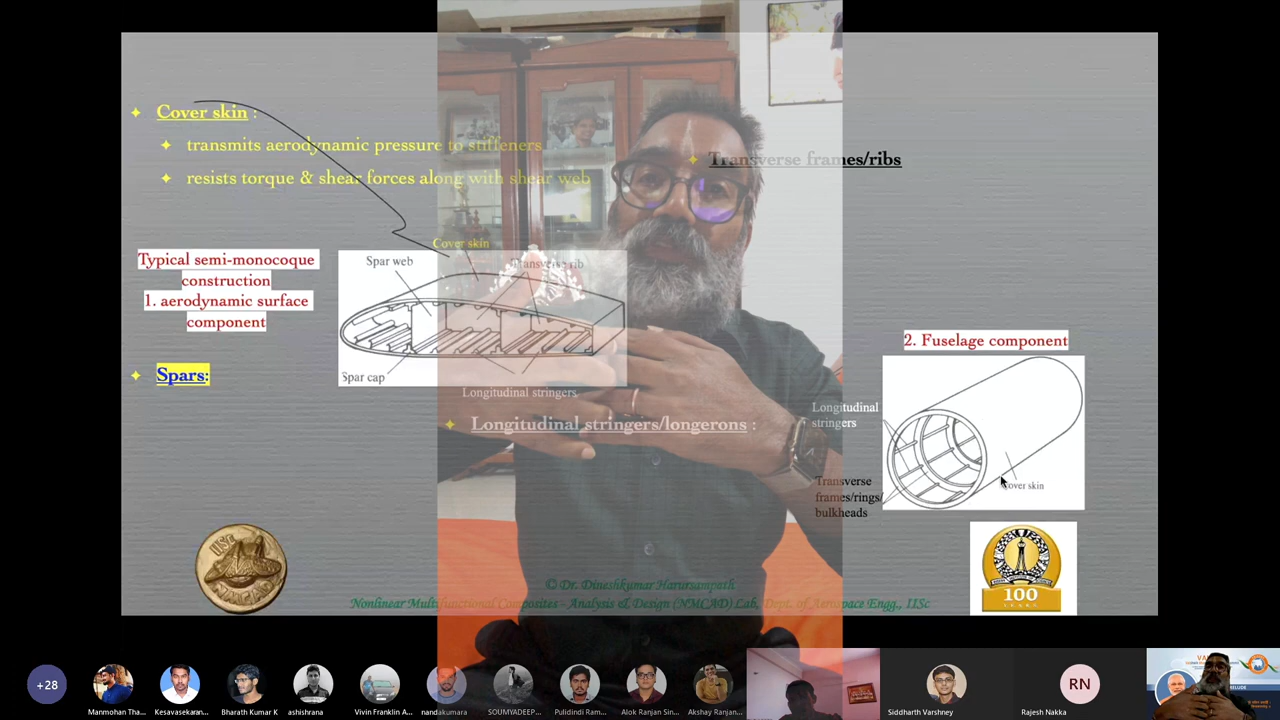 Cover skin :
transmits aerodynamic pressure to stiffeners
resists torque & shear forces along with shear web
Transverse frames/ribs
Typical semi-monocoque
construction
1. aerodynamic surface
component
Cover skin
Spar web
Transverse rib
Spar cap
Longitudinal stringers
Spars:
Longitudinal stringers/longerons :
2. Fuselage component
Longitudinal
stringers
Transverse
frames/rings/
bulkheads
Cover skin
IISC
NMCAD
100
© Dr. Dineshkumar Harursampath
Nonlinear Multifunctional Composites - Analysis & Design (NMCAD) Lab, Dept. of Aerospace Engg., IISc
+28
Manmohan Tha...
Kesavasekaran...
Bharath Kumar K
ashishrana
Vivin Franklin A...
nandakumara
SOUMYADEEP...
Pulidindi Ram...
Alok Ranjan Sin...
Akshay Ranjan...
Siddharth Varshney
RN
Rajesh Nakka